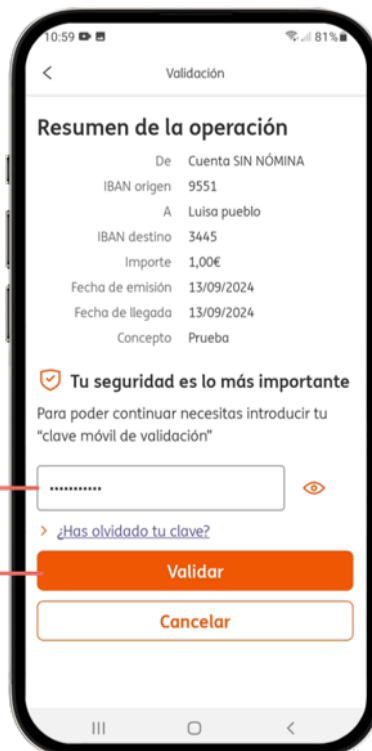 10:59 81%
Validación
Resumen de la operación
De Cuenta SIN NÓMINA
IBAN origen 9551
A Luisa pueblo
IBAN destino 3445
Importe 1,00€
Fecha de emisión 13/09/2024
Fecha de llegada 13/09/2024
Concepto Prueba
Tu seguridad es lo más importante
Para poder continuar necesitas introducir tu
“clave móvil de validación”
•••••••••••
¿Has olvidado tu clave?
Validar
Cancelar